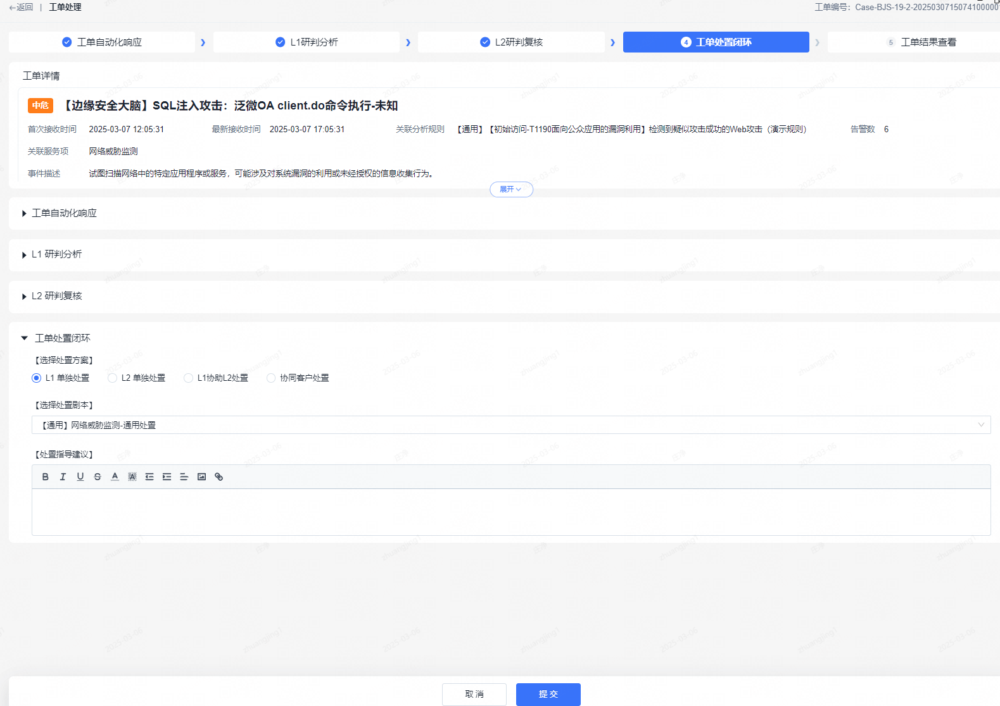 ←返回 | 工单处理
工单编号： Case-BJS-19-2-2025030715074100000
工单自动化响应
L1研判分析
L2研判复核
4 工单处置闭环
5 工单结果查看
工单详情
中危 【边缘安全大脑】SQL注入攻击：泛微OA client.do命令执行-未知
首次接收时间 2025-03-07 12:05:31 最新接收时间 2025-03-07 17:05:31 关联分析规则 【通用】【初始访问-T1190面向公众应用的漏洞利用】检测到疑似攻击成功的Web攻击（演示规则） 告警数 6
关联服务项 网络威胁监测
事件描述 试图扫描网络中的特定应用程序或服务，可能涉及对系统漏洞的利用或未经授权的信息收集行为。
展开
工单自动化响应
L1 研判分析
L2 研判复核
工单处置闭环
【选择处置方案】
L1 单独处置 L2 单独处置 L1协助L2处置 协同客户处置
【选择处置剧本】
【通用】网络威胁监测-通用处置
【处置指导建议】
B I U S A A
取 消
提 交